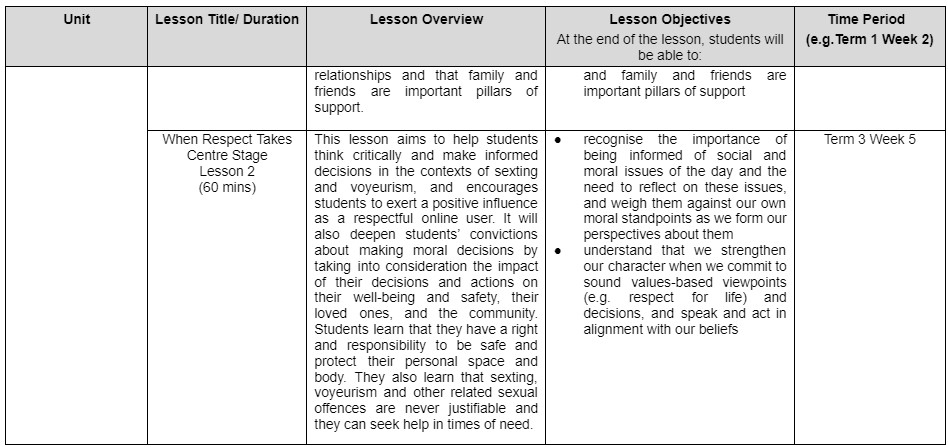 Unit
Lesson Title/ Duration
Lesson Overview
Lesson Objectives
At the end of the lesson, students will
be able to:
Time Period
(e.g.Term 1 Week 2)
relationships and that family and
friends are important pillars of
support.
and family and friends are
important pillars of support
When Respect Takes
Centre Stage
Lesson 2
(60 mins)
This lesson aims to help students
think critically and make informed
decisions in the contexts of sexting
and voyeurism, and encourages
students to exert a positive influence
as a respectful online user. It will
also deepen students’ convictions
about making moral decisions by
taking into consideration the impact
of their decisions and actions on
their well-being and safety, their
loved ones, and the community.
Students learn that they have a right
and responsibility to be safe and
protect their personal space and
body. They also learn that sexting,
voyeurism and other related sexual
offences are never justifiable and
they can seek help in times of need.
● recognise the importance of
being informed of social and
moral issues of the day and the
need to reflect on these issues,
and weigh them against our own
moral standpoints as we form our
perspectives about them
● understand that we strengthen
our character when we commit to
sound values-based viewpoints
(e.g. respect for life) and
decisions, and speak and act in
alignment with our beliefs
Term 3 Week 5